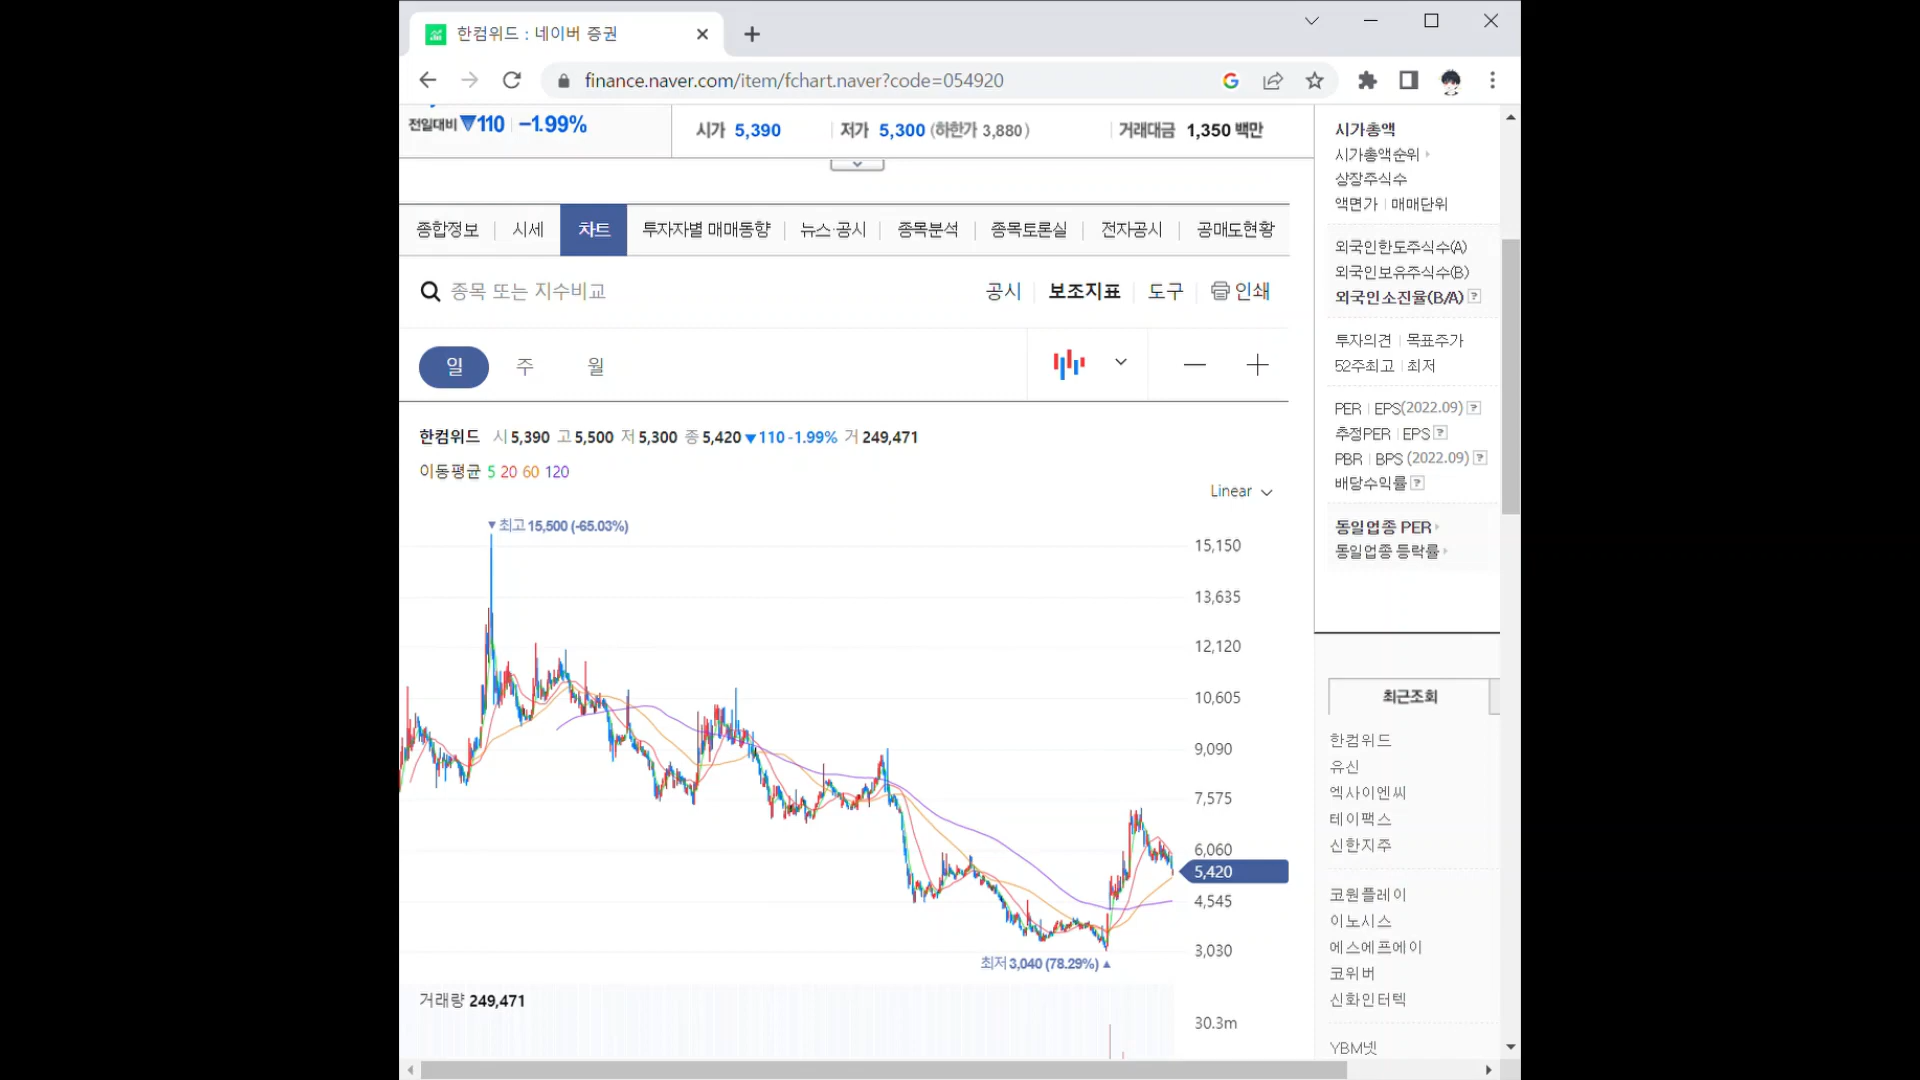 한컴위드 : 네이버 증권
finance.naver.com/item/fchart.naver?code=054920
전일대비 ▼110 | -1.99%
시가 5,390 저가 5,300 (하한가 3,880) 거래대금 1,350 백만
종합정보 시세 차트 투자자별 매매동향 뉴스·공시 종목분석 종목토론실 전자공시 공매도현황
종목 또는 지수비교
공시 보조지표 도구 인쇄
일 주 월
한컴위드 시 5,390 고 5,500 저 5,300 종 5,420 ▼110 -1.99% 거 249,471
이동평균 5 20 60 120
Linear
▼최고 15,500 (-65.03%)
15,150
13,635
12,120
10,605
9,090
7,575
6,060
5,420
4,545
3,030
최저 3,040 (78.29%) ▲
거래량 249,471
30.3m
시가총액
시가총액순위
상장주식수
액면가 | 매매단위
외국인한도주식수(A)
외국인보유주식수(B)
외국인소진율(B/A) ?
투자의견 | 목표주가
52주최고 | 최저
PER | EPS(2022.09) ?
추정PER | EPS ?
PBR | BPS (2022.09) ?
배당수익률 ?
동일업종 PER
동일업종 등락률
최근조회
한컴위드
유신
엑사이엔씨
테이팩스
신한지주
코원플레이
이노시스
에스에프에이
코위버
신화인터텍
YBM넷